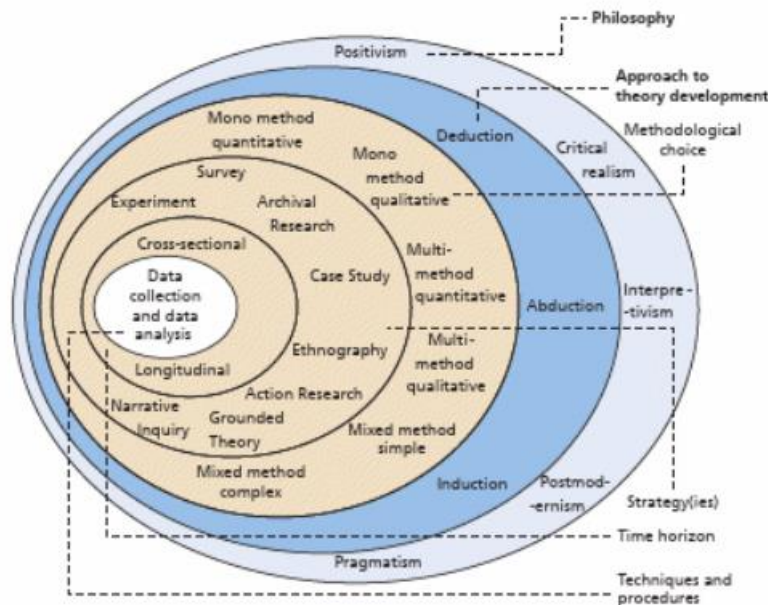 Philosophy
Positivism
Approach to
theory development
Mono method
quantitative
Deduction
Methodological
choice
Mono
method
qualitative
Critical
realism
Survey
Experiment
Archival
Research
Cross-sectional
Data
collection
and data
analysis
Case Study
Multi-
method
quantitative
Abduction
Interpre-
-tivism
Ethnography
Multi-
method
qualitative
Longitudinal
Action Research
Narrative
Inquiry
Grounded
Theory
Mixed method
simple
Mixed method
complex
Induction
Postmod-
-ernism
Strategy(ies)
Time horizon
Pragmatism
Techniques and
procedures